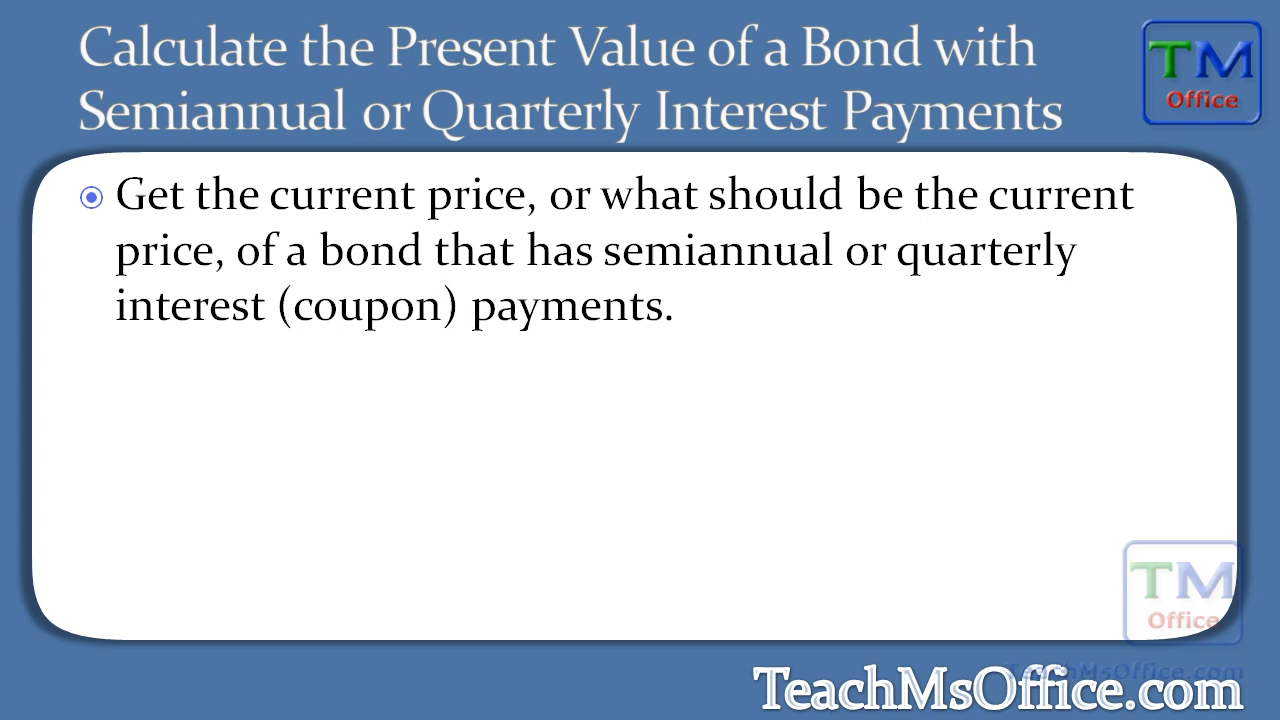 Calculate the Present Value of a Bond with
Semiannual or Quarterly Interest Payments
TM
Office
Get the current price, or what should be the current
price, of a bond that has semiannual or quarterly
interest (coupon) payments.
TM
Office
TeachMsOffice.com
TeachMsOffice.com